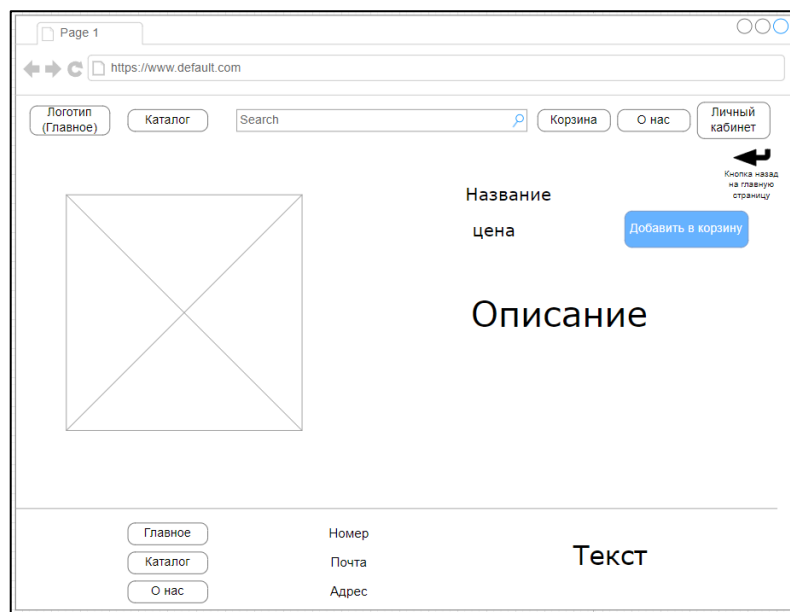 Page 1
https://www.default.com
Логотип
(Главное)
Каталог
Search
Корзина
О нас
Личный
кабинет
Кнопка назад
на главную
страницу
Название
цена
Добавить в корзину
Описание
Главное
Номер
Каталог
Почта
Текст
О нас
Адрес